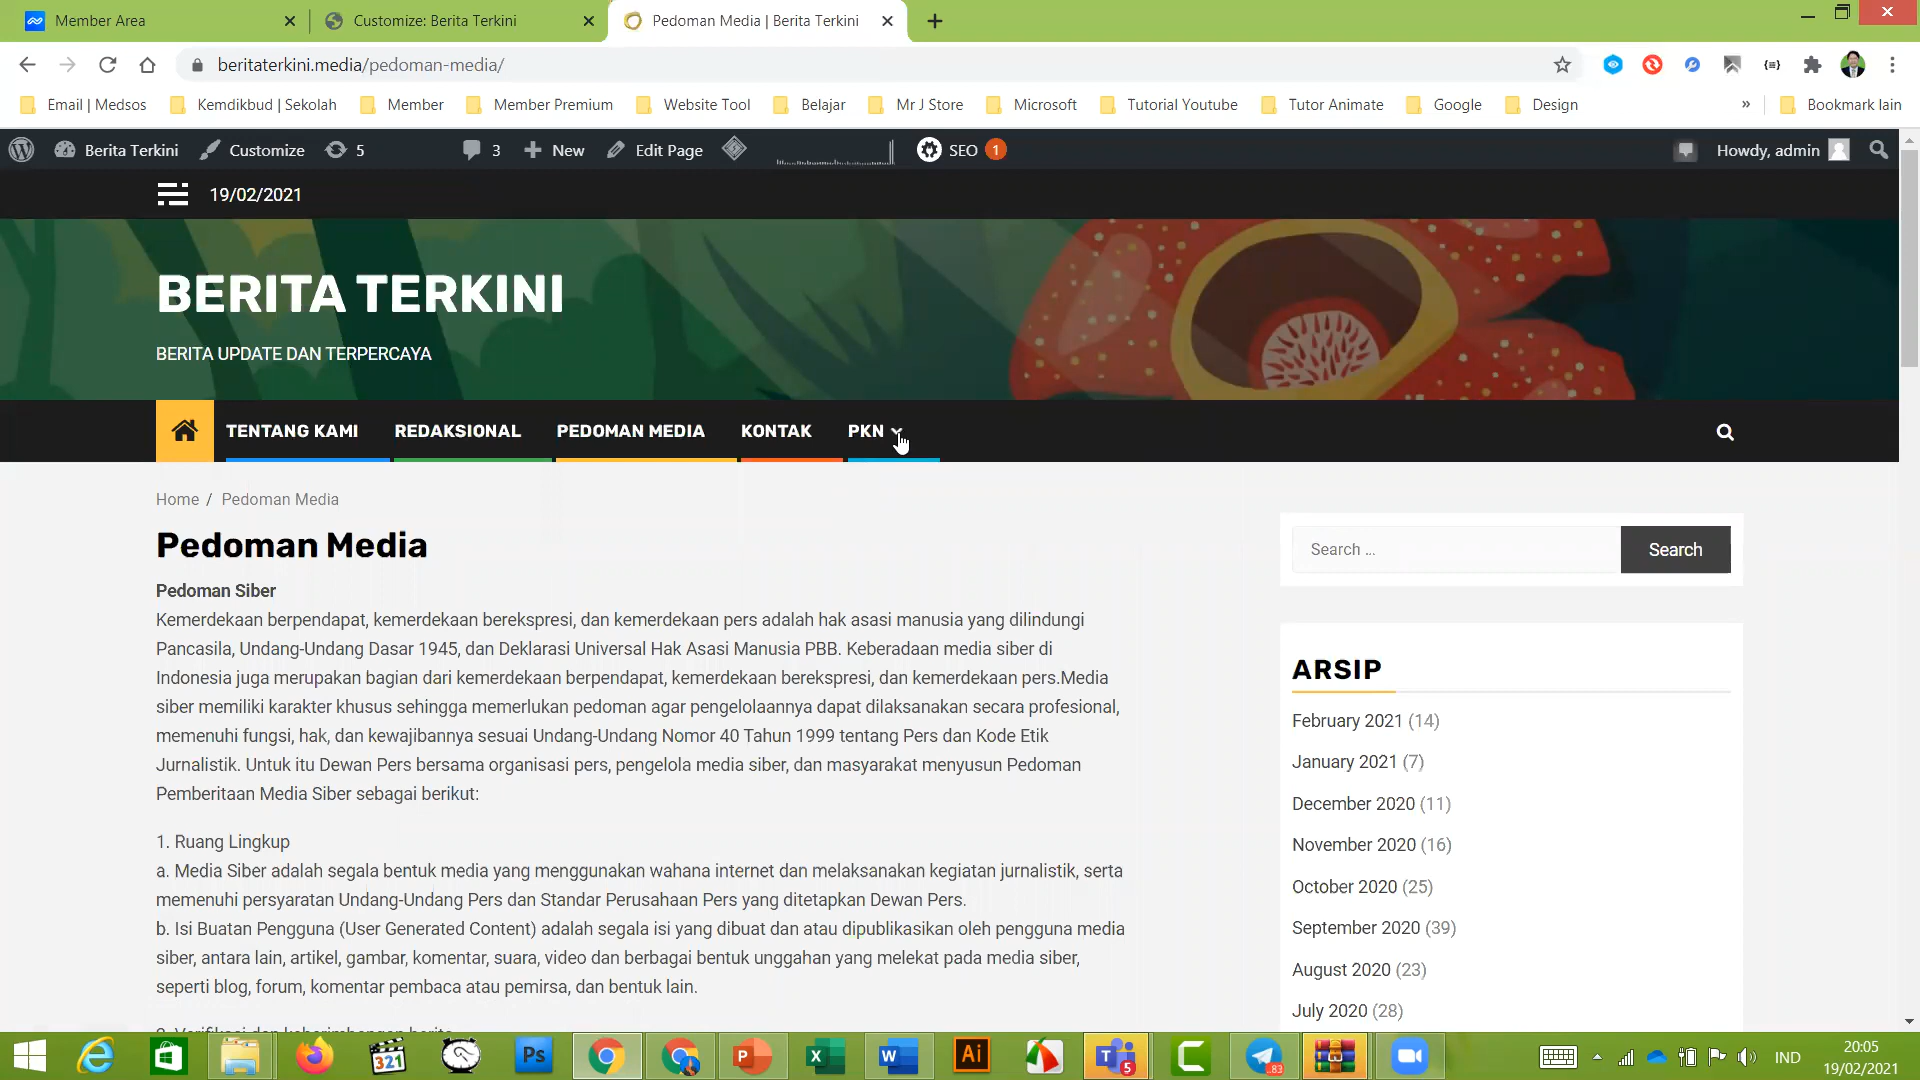 Member Area
Customize: Berita Terkini
Pedoman Media | Berita Terkini
beritaterkini.media/pedoman-media/
Email | Medsos
Kemdikbud | Sekolah
Member
Member Premium
Website Tool
Belajar
Mr J Store
Microsoft
Tutorial Youtube
Tutor Animate
Google
Design
»
Bookmark lain
Berita Terkini
Customize
5
3
New
Edit Page
SEO 1
Howdy, admin
19/02/2021
BERITA TERKINI
BERITA UPDATE DAN TERPERCAYA
TENTANG KAMI
REDAKSIONAL
PEDOMAN MEDIA
KONTAK
PKN
Home / Pedoman Media
Pedoman Media
Pedoman Siber
Kemerdekaan berpendapat, kemerdekaan berekspresi, dan kemerdekaan pers adalah hak asasi manusia yang dilindungi
Pancasila, Undang-Undang Dasar 1945, dan Deklarasi Universal Hak Asasi Manusia PBB. Keberadaan media siber di
Indonesia juga merupakan bagian dari kemerdekaan berpendapat, kemerdekaan berekspresi, dan kemerdekaan pers.Media
siber memiliki karakter khusus sehingga memerlukan pedoman agar pengelolaannya dapat dilaksanakan secara profesional,
memenuhi fungsi, hak, dan kewajibannya sesuai Undang-Undang Nomor 40 Tahun 1999 tentang Pers dan Kode Etik
Jurnalistik. Untuk itu Dewan Pers bersama organisasi pers, pengelola media siber, dan masyarakat menyusun Pedoman
Pemberitaan Media Siber sebagai berikut:
1. Ruang Lingkup
a. Media Siber adalah segala bentuk media yang menggunakan wahana internet dan melaksanakan kegiatan jurnalistik, serta
memenuhi persyaratan Undang-Undang Pers dan Standar Perusahaan Pers yang ditetapkan Dewan Pers.
b. Isi Buatan Pengguna (User Generated Content) adalah segala isi yang dibuat dan atau dipublikasikan oleh pengguna media
siber, antara lain, artikel, gambar, komentar, suara, video dan berbagai bentuk unggahan yang melekat pada media siber,
seperti blog, forum, komentar pembaca atau pemirsa, dan bentuk lain.
2. Verifikasi dan keberimbangan berita
Search ...
Search
ARSIP
February 2021 (14)
January 2021 (7)
December 2020 (11)
November 2020 (16)
October 2020 (25)
September 2020 (39)
August 2020 (23)
July 2020 (28)
321
Ps
P
X
W
Ai
T
5
83
IND
20:05
19/02/2021